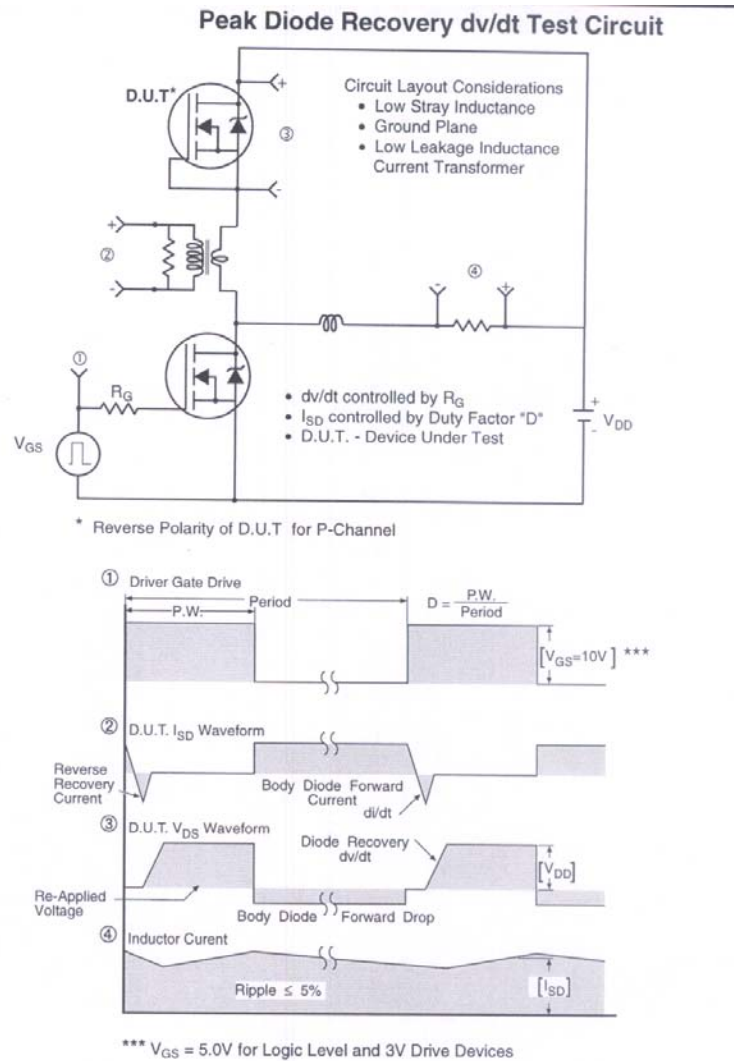 Peak Diode Recovery dv/dt Test Circuit
D.U.T*
+
③
-
Circuit Layout Considerations
• Low Stray Inductance
• Ground Plane
• Low Leakage Inductance
Current Transformer
+
②
-
④
- +
①
RG
VGS
• dv/dt controlled by RG
• ISD controlled by Duty Factor "D"
• D.U.T. - Device Under Test
+
VDD
-
* Reverse Polarity of D.U.T for P-Channel
① Driver Gate Drive
P.W.
Period
D = P.W.
Period
[VGS=10V] ***
② D.U.T. ISD Waveform
Reverse
Recovery
Current
Body Diode Forward
Current
di/dt
③ D.U.T. VDS Waveform
Diode Recovery
dv/dt
[VDD]
Re-Applied
Voltage
Body Diode Forward Drop
④ Inductor Curent
Ripple ≤ 5%
[ISD]
*** VGS = 5.0V for Logic Level and 3V Drive Devices